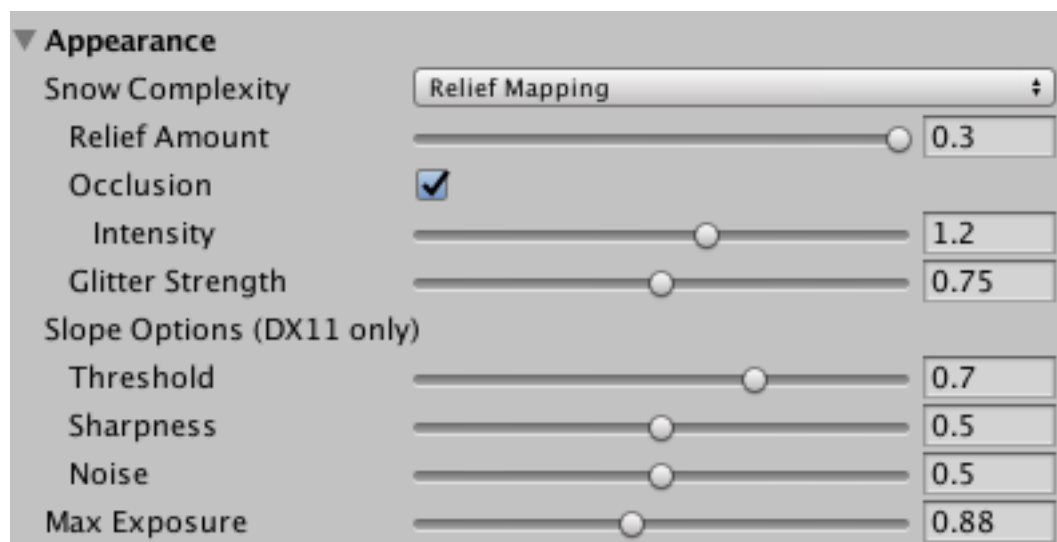 Appearance
Snow Complexity Relief Mapping
Relief Amount 0.3
Occlusion
Intensity 1.2
Glitter Strength 0.75
Slope Options (DX11 only)
Threshold 0.7
Sharpness 0.5
Noise 0.5
Max Exposure 0.88